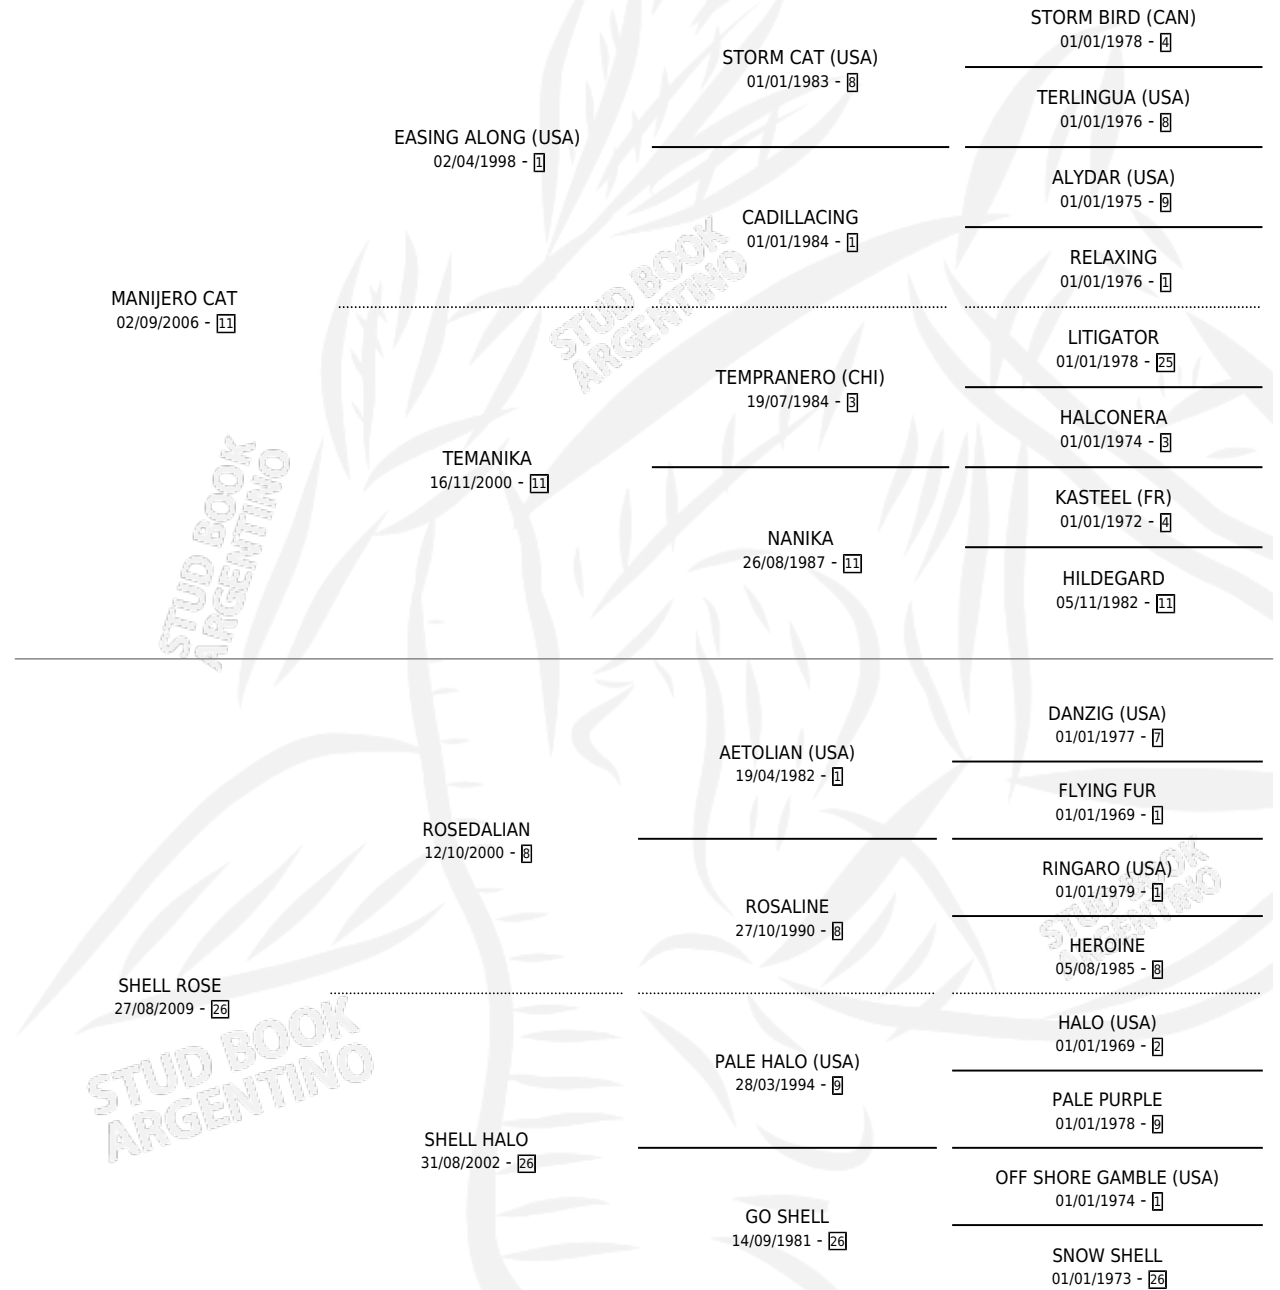 STORM BIRD (CAN)
01/01/1978 - 4
STORM CAT (USA)
01/01/1983 - 8
TERLINGUA (USA)
01/01/1976 - 8
EASING ALONG (USA)
02/04/1998 - 1
ALYDAR (USA)
01/01/1975 - 9
CADILLACING
01/01/1984 - 1
RELAXING
01/01/1976 - 1
MANIJERO CAT
02/09/2006 - 11
LITIGATOR
01/01/1978 - 25
TEMPRANERO (CHI)
19/07/1984 - 3
HALCONERA
01/01/1974 - 3
TEMANIKA
16/11/2000 - 11
KASTEEL (FR)
01/01/1972 - 4
NANIKA
26/08/1987 - 11
HILDEGARD
05/11/1982 - 11
DANZIG (USA)
01/01/1977 - 7
AETOLIAN (USA)
19/04/1982 - 1
FLYING FUR
01/01/1969 - 1
ROSEDALIAN
12/10/2000 - 8
RINGARO (USA)
01/01/1979 - 1
ROSALINE
27/10/1990 - 8
HEROINE
05/08/1985 - 8
SHELL ROSE
27/08/2009 - 26
HALO (USA)
01/01/1969 - 2
PALE HALO (USA)
28/03/1994 - 9
PALE PURPLE
01/01/1978 - 9
SHELL HALO
31/08/2002 - 26
OFF SHORE GAMBLE (USA)
01/01/1974 - 1
GO SHELL
14/09/1981 - 26
SNOW SHELL
01/01/1973 - 26
STUD BOOK
ARGENTINO
STUD BOOK
ARGENTINO
STUD BOOK
ARGENTINO
STUD BOOK
ARGENTINO